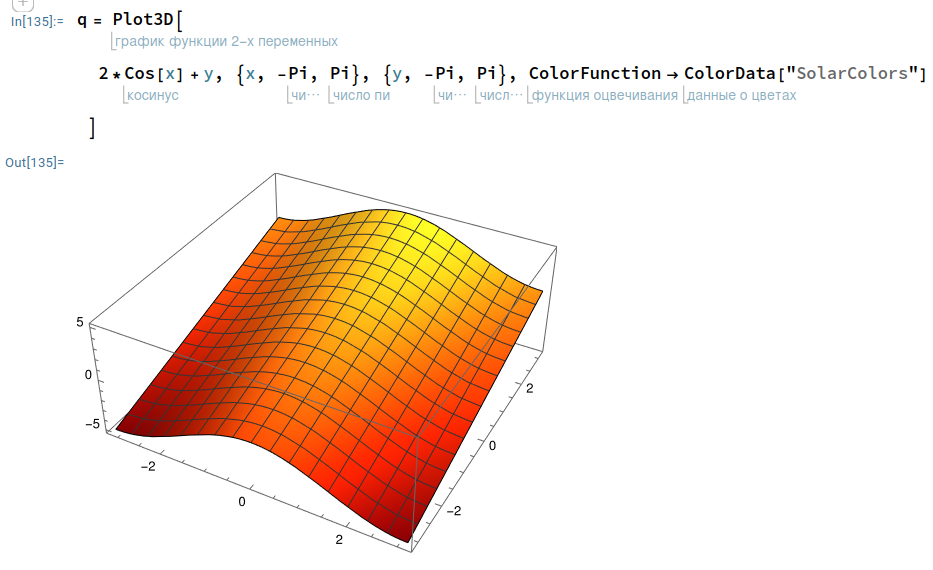 In[135]:= q = Plot3D[
график функции 2-х переменных
2*Cos[x] + y, {x, -Pi, Pi}, {y, -Pi, Pi}, ColorFunction → ColorData["SolarColors"]
косинус чи··· число пи чи··· числ··· функция оцвечивания данные о цветах
]
Out[135]=
5
0
-5
-2
0
2
2
0
-2